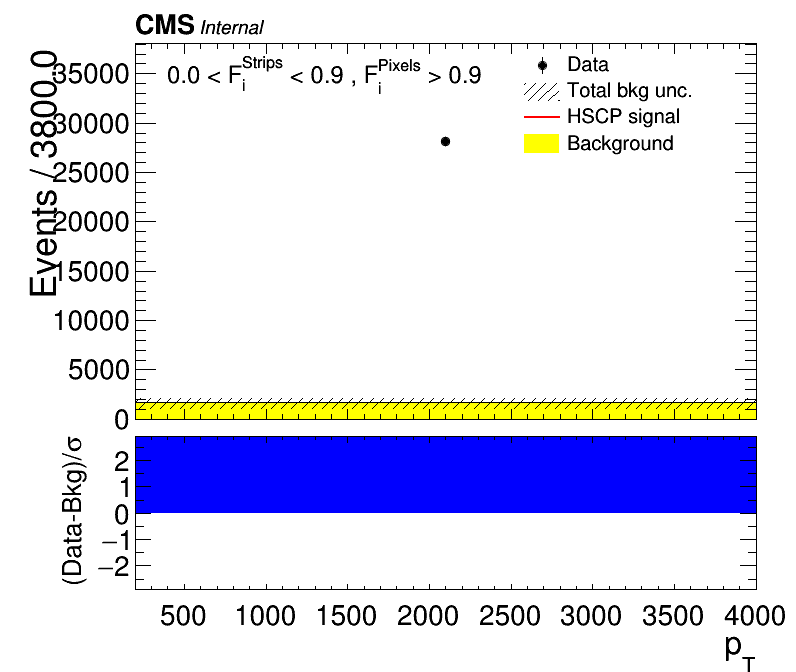 CMS Internal
0.0 < F_i^Strips < 0.9 , F_i^Pixels > 0.9
Data
Total bkg unc.
HSCP signal
Background
Events / 3800.0
35000
30000
25000
20000
15000
10000
5000
0
(Data-Bkg)/σ
2
1
0
−1
−2
500 1000 1500 2000 2500 3000 3500 4000
p_T